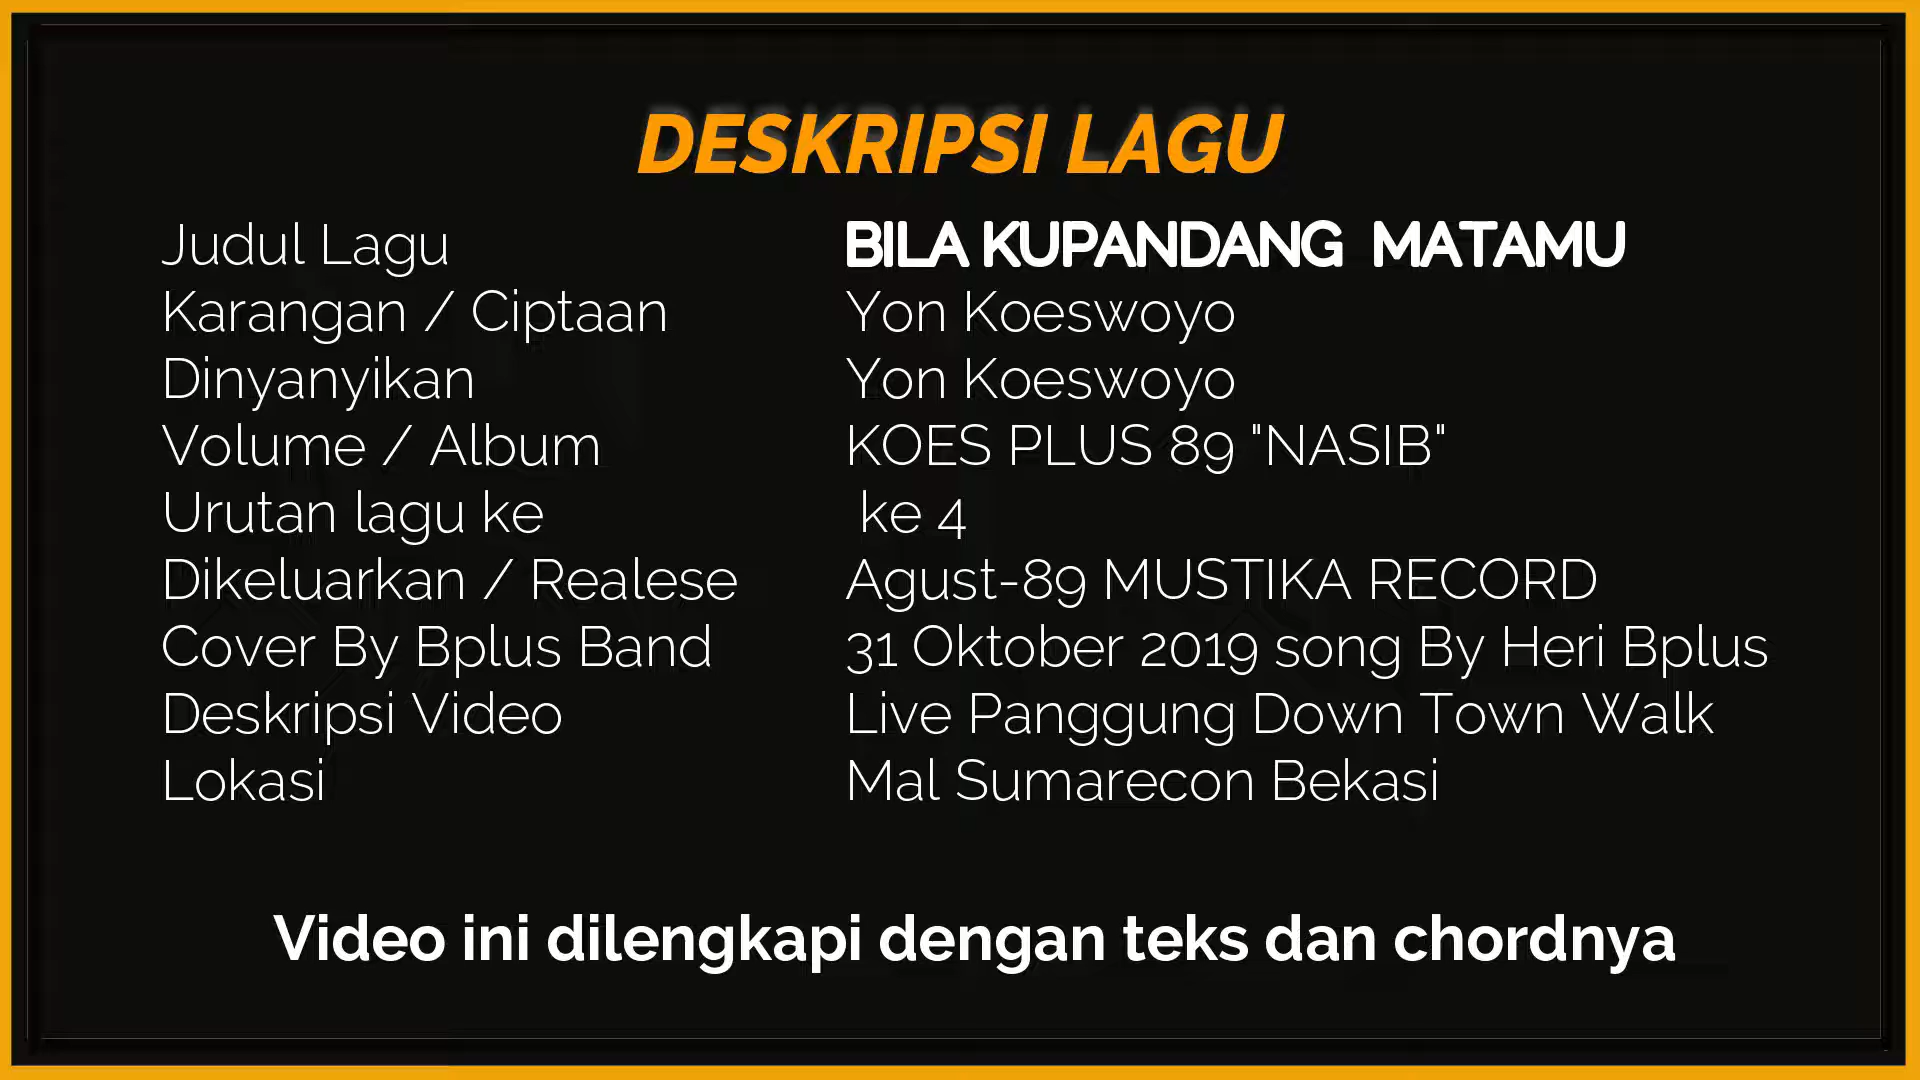 DESKRIPSI LAGU
Judul Lagu BILA KUPANDANG MATAMU
Karangan / Ciptaan Yon Koeswoyo
Dinyanyikan Yon Koeswoyo
Volume / Album KOES PLUS 89 "NASIB"
Urutan lagu ke ke 4
Dikeluarkan / Realese Agust-89 MUSTIKA RECORD
Cover By Bplus Band 31 Oktober 2019 song By Heri Bplus
Deskripsi Video Live Panggung Down Town Walk
Lokasi Mal Sumarecon Bekasi
Video ini dilengkapi dengan teks dan chordnya